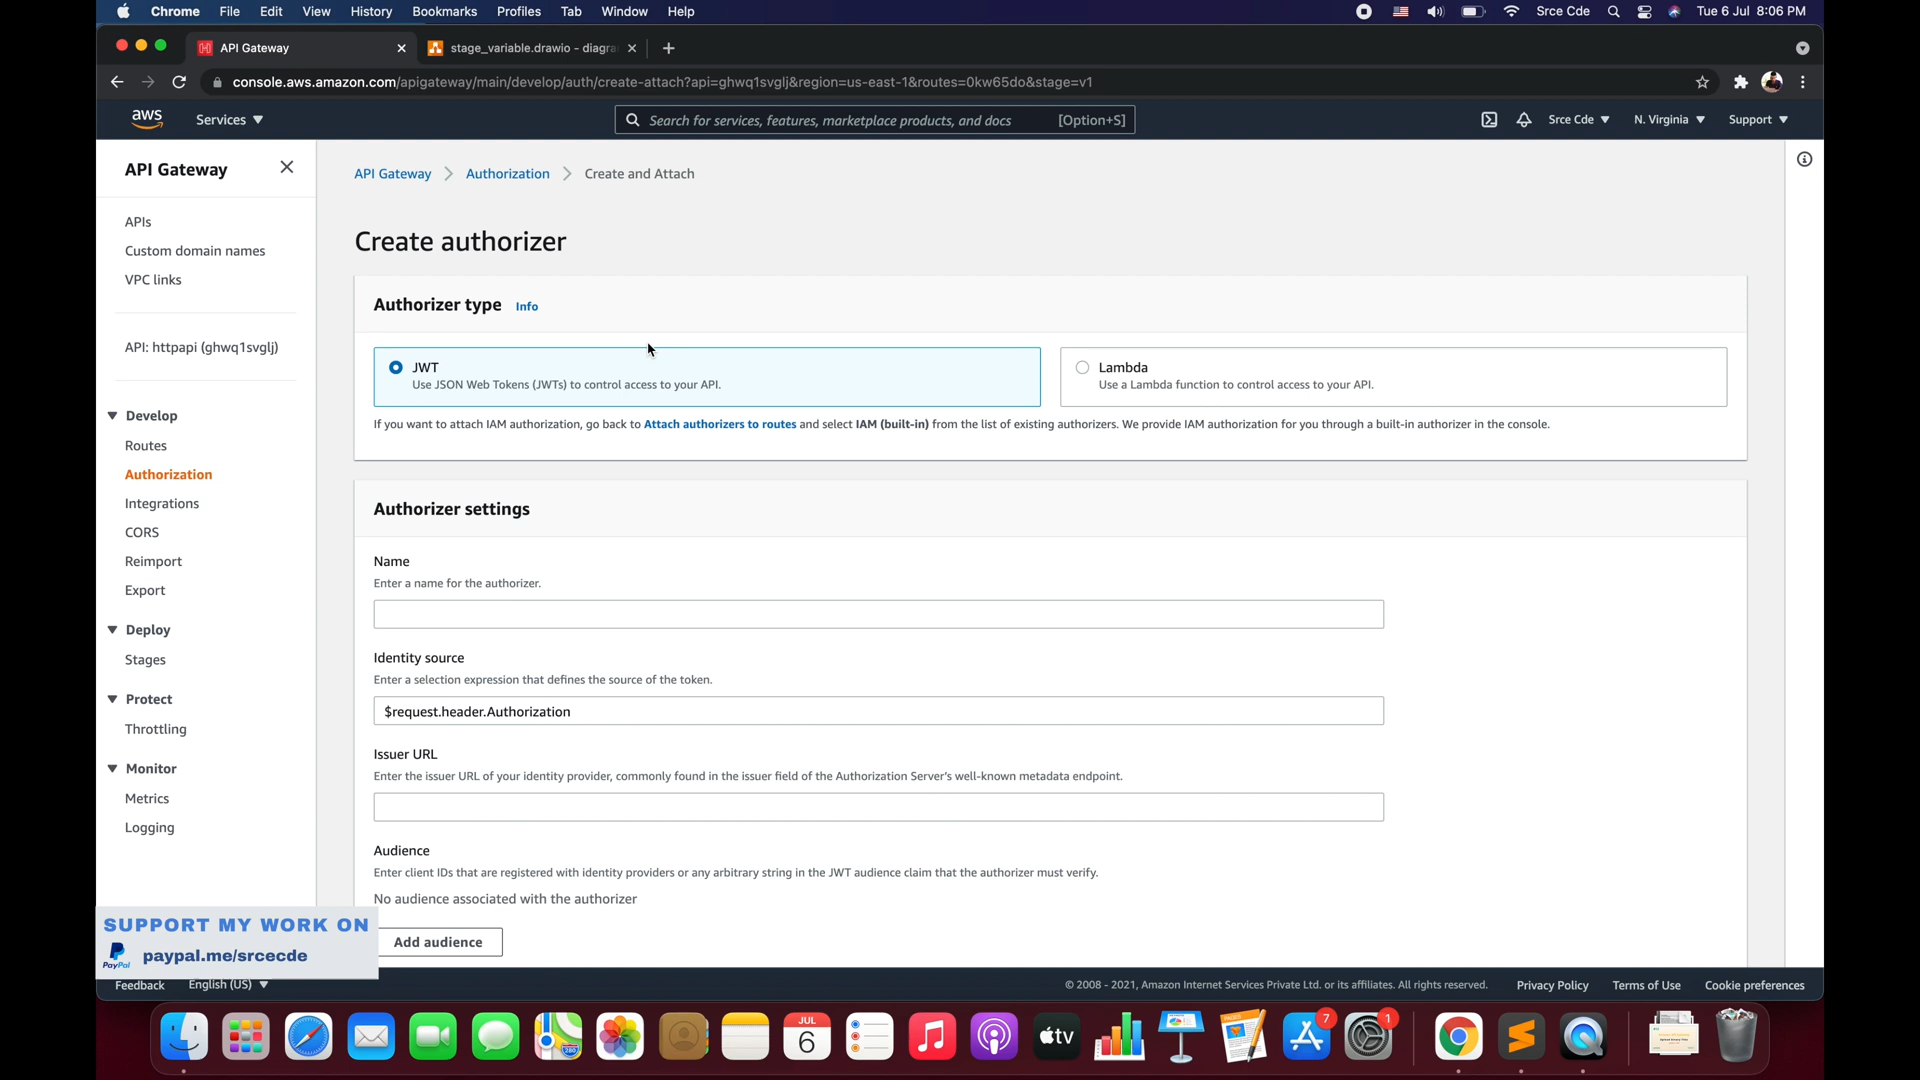 Chrome File Edit View History Bookmarks Profiles Tab Window Help Srce Cde Tue 6 Jul 8:06 PM
API Gateway stage_variable.drawio - diagra
console.aws.amazon.com/apigateway/main/develop/auth/create-attach?api=ghwq1svglj&region=us-east-1&routes=0kw65do&stage=v1
aws Services Search for services, features, marketplace products, and docs [Option+S] Srce Cde N. Virginia Support
API Gateway
APIs
Custom domain names
VPC links
API: httpapi (ghwq1svglj)
Develop
Routes
Authorization
Integrations
CORS
Reimport
Export
Deploy
Stages
Protect
Throttling
Monitor
Metrics
Logging
API Gateway Authorization Create and Attach
Create authorizer
Authorizer type Info
JWT
Use JSON Web Tokens (JWTs) to control access to your API.
Lambda
Use a Lambda function to control access to your API.
If you want to attach IAM authorization, go back to Attach authorizers to routes and select IAM (built-in) from the list of existing authorizers. We provide IAM authorization for you through a built-in authorizer in the console.
Authorizer settings
Name
Enter a name for the authorizer.
Identity source
Enter a selection expression that defines the source of the token.
$request.header.Authorization
Issuer URL
Enter the issuer URL of your identity provider, commonly found in the issuer field of the Authorization Server's well-known metadata endpoint.
Audience
Enter client IDs that are registered with identity providers or any arbitrary string in the JWT audience claim that the authorizer must verify.
No audience associated with the authorizer
Add audience
SUPPORT MY WORK ON
PayPal paypal.me/srcecde
Feedback English (US) © 2008 - 2021, Amazon Internet Services Private Ltd. or its affiliates. All rights reserved. Privacy Policy Terms of Use Cookie preferences
JUL
6
tv
7
1